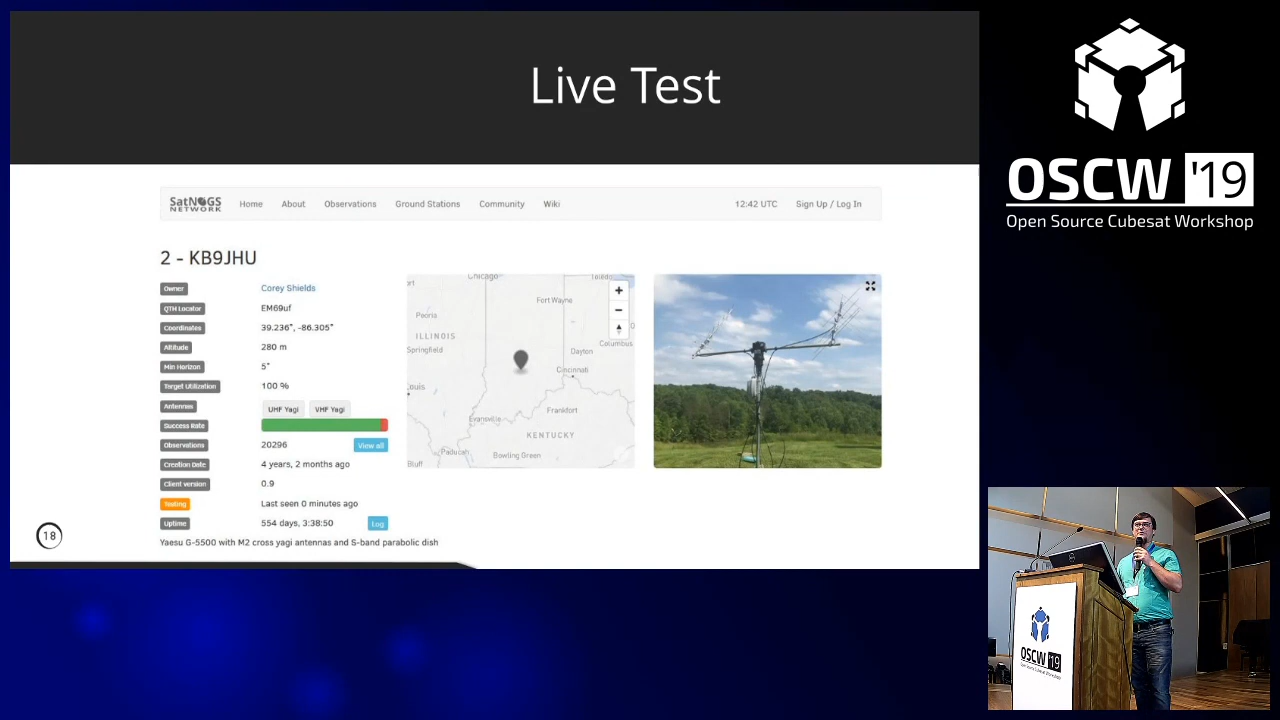 Live Test
SatNOGS
NETWORK
Home About Observations Ground Stations Community Wiki 12:42 UTC Sign Up / Log In
2 - KB9JHU
Owner Corey Shields
QTH Locator EM69uf
Coordinates 39.236°, -86.305°
Altitude 280 m
Min Horizon 5°
Target Utilization 100 %
Antennas UHF Yagi VHF Yagi
Success Rate
Observations 20296 View all
Creation Date 4 years, 2 months ago
Client version 0.9
Testing Last seen 0 minutes ago
Uptime 554 days, 3:38:50 Log
Yaesu G-5500 with M2 cross yagi antennas and S-band parabolic dish
Chicago
Toledo
Fort Wayne
Peoria
ILLINOIS
Springfield
Dayton
Columbus
Cincinnati
Louis
Evansville
Frankfort
KENTUCKY
Paducah
Bowling Green
Bluff
18
OSCW '19
Open Source Cubesat Workshop
OSCW 19